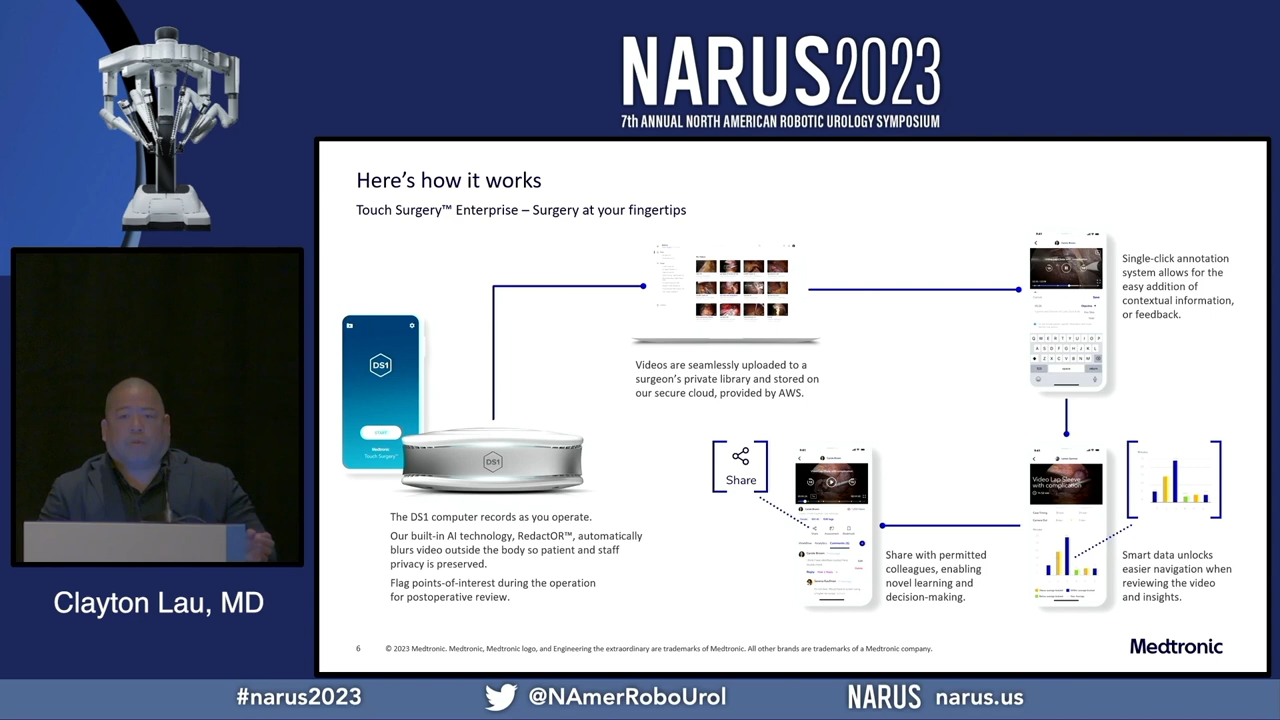 NARUS2023
7th ANNUAL NORTH AMERICAN ROBOTIC UROLOGY SYMPOSIUM
Here's how it works
Touch Surgery™ Enterprise – Surgery at your fingertips
DS1
START
Medtronic
Touch Surgery™
DS1
The DS1 computer records as you operate.
Our built-in AI technology, RedactOR™, automatically
blurs video outside the body so patient and staff
privacy is preserved.
Flag points-of-interest during the operation
for postoperative review.
Videos are seamlessly uploaded to a
surgeon's private library and stored on
our secure cloud, provided by AWS.
Single-click annotation
tools allow for the
easy addition of
contextual information,
or feedback.
Q W E R T Y U I O P
A S D F G H J K L
Z X C V B N M
Video Lap Sleeve
with complication
Smart data unlocks
easier navigation when
reviewing the video
and insights.
Share
Share with permitted
colleagues, enabling
novel learning and
decision-making.
6
© 2023 Medtronic. Medtronic, Medtronic logo, and Engineering the extraordinary are trademarks of Medtronic. All other brands are trademarks of a Medtronic company.
Medtronic
Clayton Lau, MD
#narus2023
@NAmerRoboUrol
NARUS narus.us